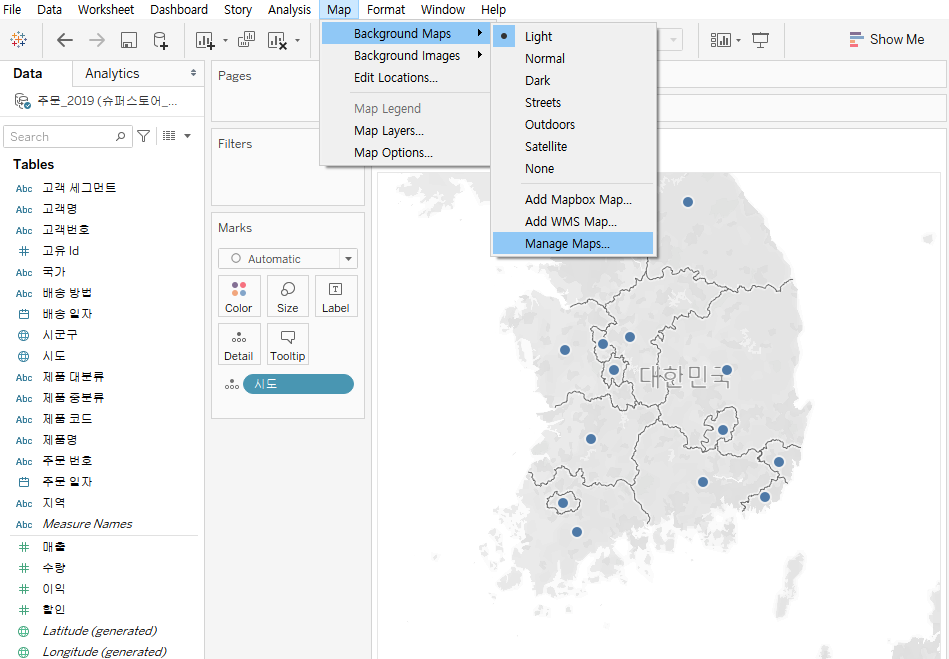 File Data Worksheet Dashboard Story Analysis Map Format Window Help
Show Me
Data
Analytics
주문_2019 (슈퍼스토어_...
Search
Tables
Abc 고객 세그먼트
Abc 고객명
Abc 고객번호
# 고유 Id
Abc 국가
Abc 배송 방법
배송 일자
시군구
시도
Abc 제품 대분류
Abc 제품 중분류
Abc 제품 코드
Abc 제품명
Abc 주문 번호
주문 일자
Abc 지역
Abc Measure Names
# 매출
# 수량
# 이익
# 할인
Latitude (generated)
Longitude (generated)
Pages
Filters
Marks
Automatic
Color
Size
T
Label
Detail
Tooltip
시도
Background Maps
Background Images
Edit Locations...
Map Legend
Map Layers...
Map Options...
Light
Normal
Dark
Streets
Outdoors
Satellite
None
Add Mapbox Map...
Add WMS Map...
Manage Maps...
대한민국